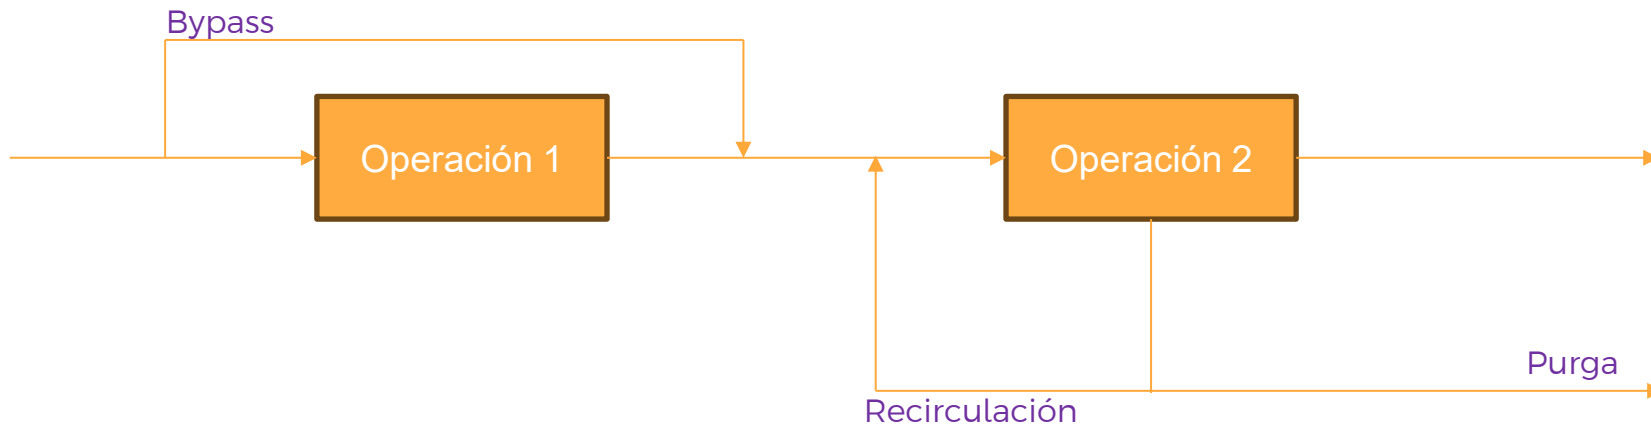 Bypass
Operación 1
Operación 2
Purga
Recirculación